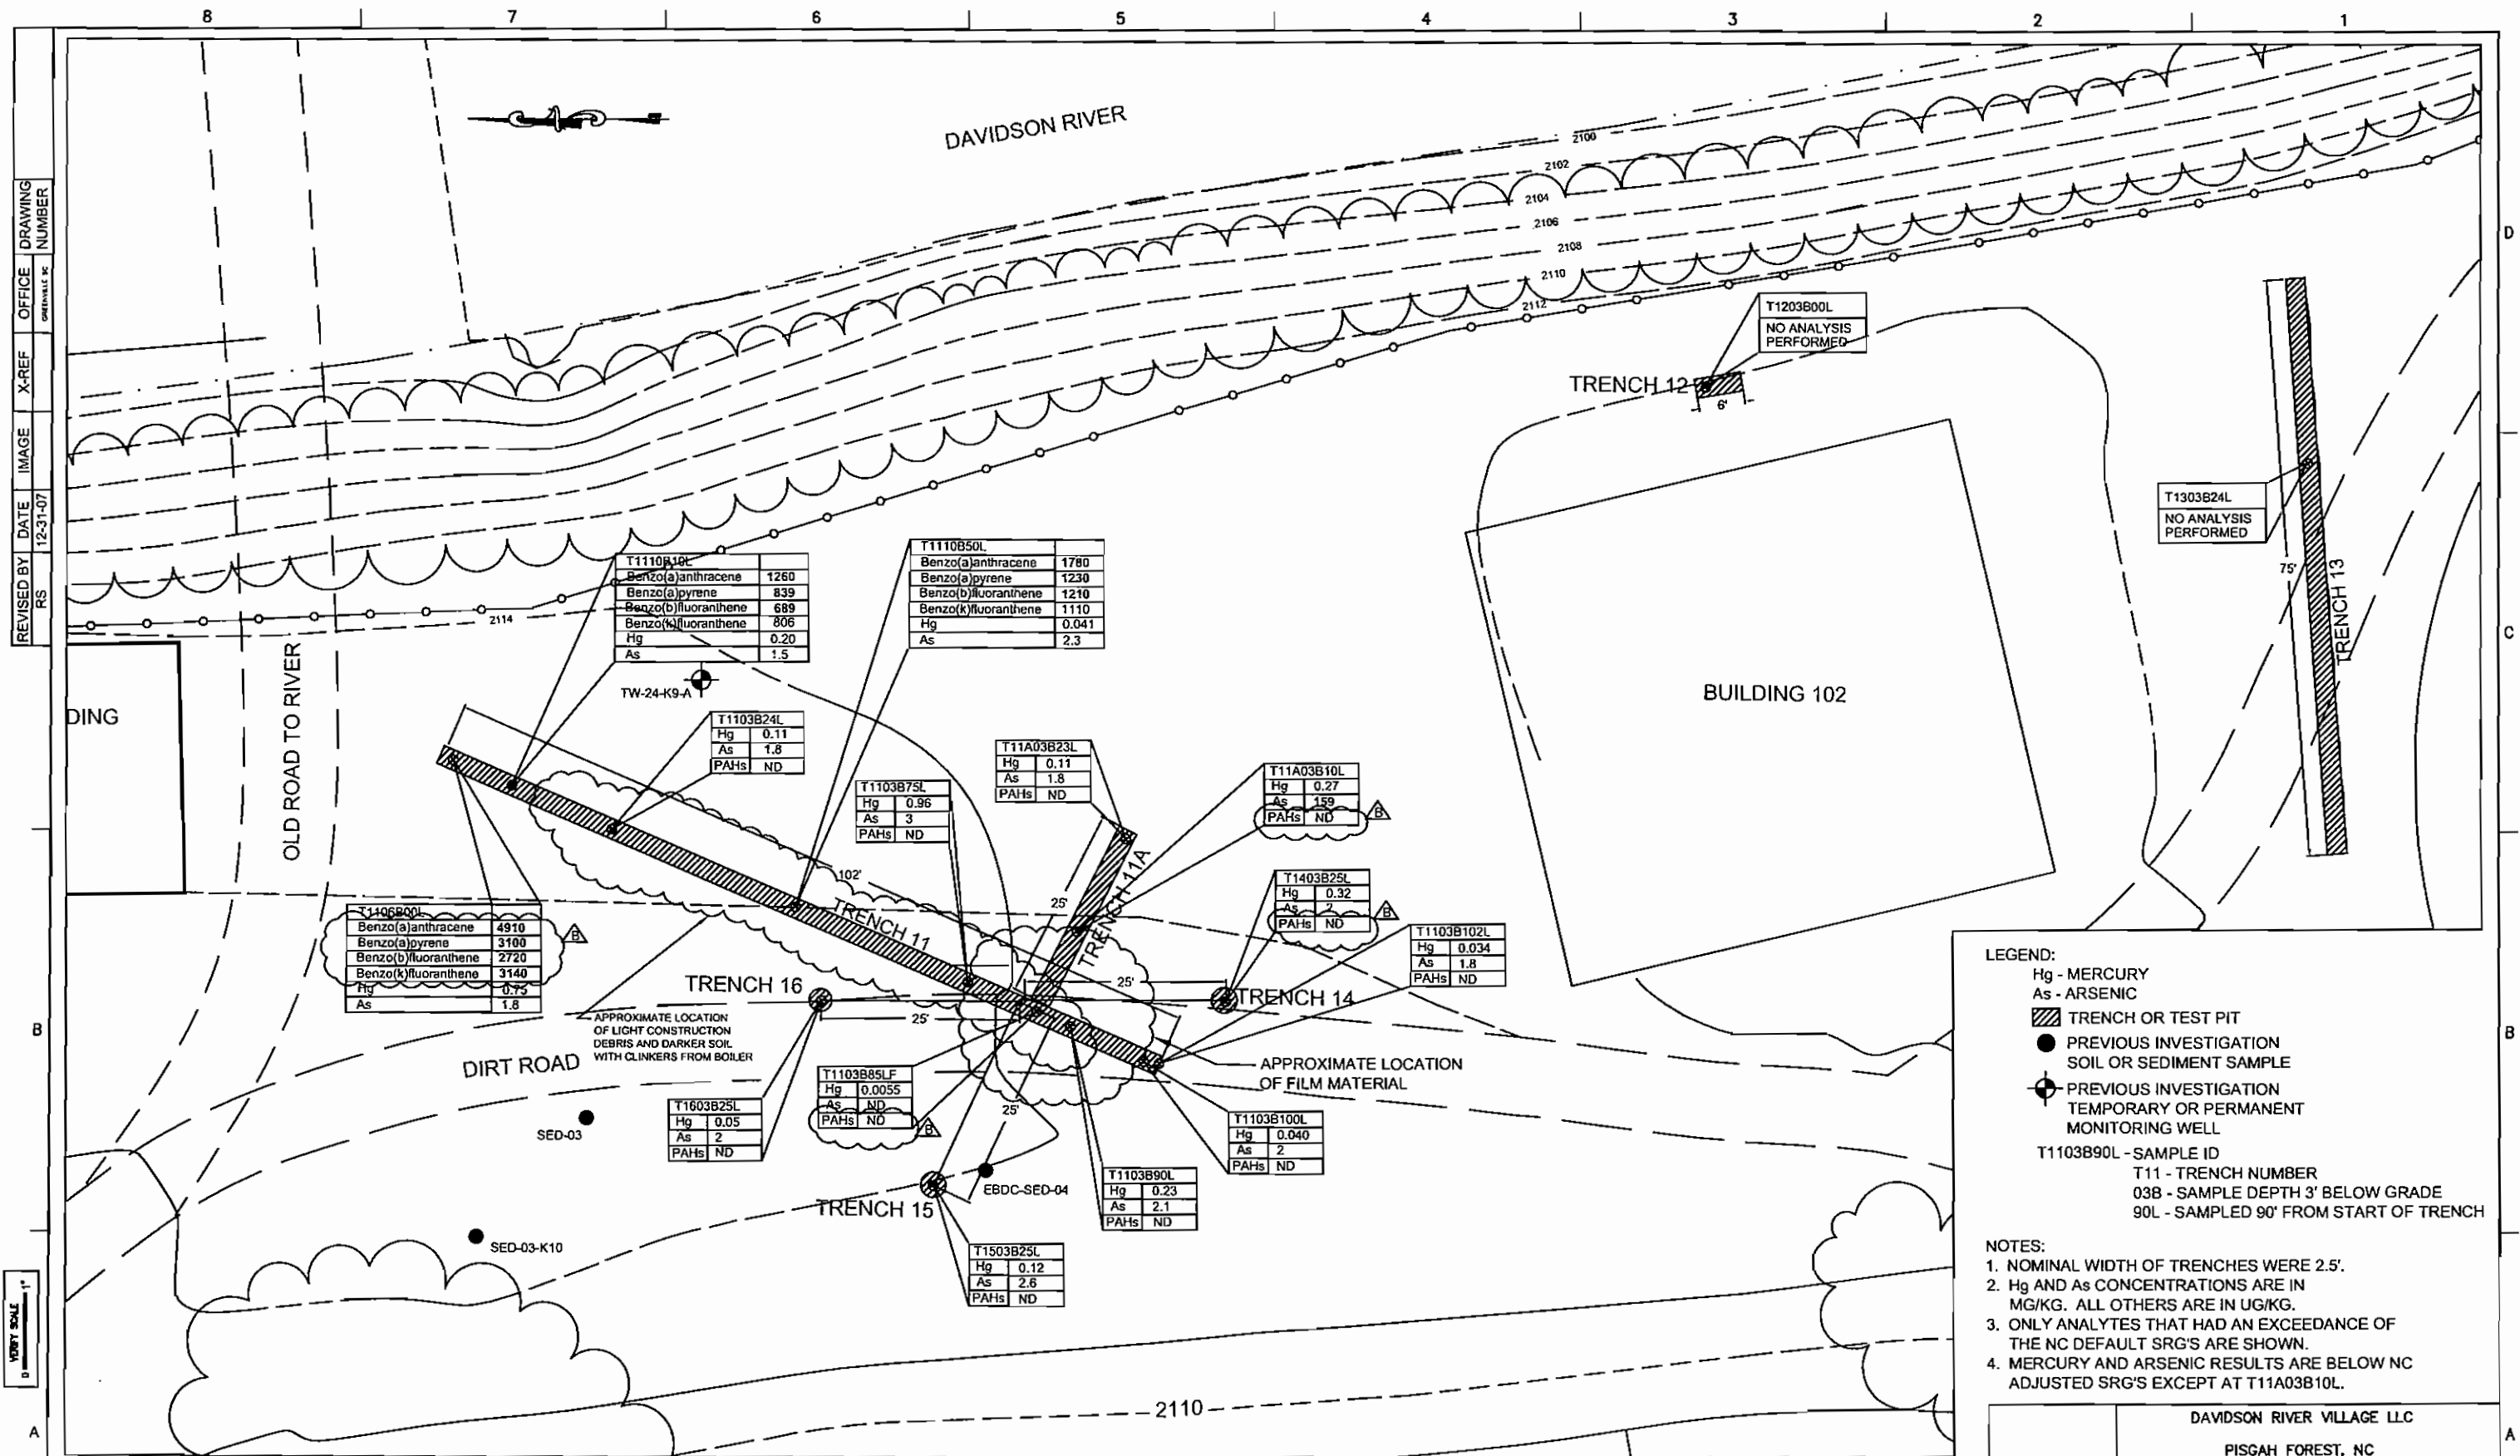 8 7 6 5 4 3 2 1
DRAWING NUMBER
OFFICE
GREENVILLE SC
X-REF
IMAGE
DATE
12-31-07
REVISED BY
RS
VERIFY SCALE
0 1"
D
C
B
A
D
C
B
A
DAVIDSON RIVER
2100
2102
2104
2106
2108
2110
2112
2114
T1203B00L
NO ANALYSIS
PERFORMED
TRENCH 12
6'
T1303B24L
NO ANALYSIS
PERFORMED
75'
TRENCH 13
BUILDING 102
DING
OLD ROAD TO RIVER
T1110B10L
Benzo(a)anthracene 1260
Benzo(a)pyrene 839
Benzo(b)fluoranthene 689
Benzo(k)fluoranthene 806
Hg 0.20
As 1.5
T1110B50L
Benzo(a)anthracene 1780
Benzo(a)pyrene 1230
Benzo(b)fluoranthene 1210
Benzo(k)fluoranthene 1110
Hg 0.041
As 2.3
TW-24-K9-A
T1103B24L
Hg 0.11
As 1.8
PAHs ND
T1103B75L
Hg 0.96
As 3
PAHs ND
T11A03B23L
Hg 0.11
As 1.8
PAHs ND
T11A03B10L
Hg 0.27
As 159
PAHs ND
B
T1403B25L
Hg 0.32
As 2
PAHs ND
B
T1103B102L
Hg 0.034
As 1.8
PAHs ND
102'
TRENCH 11
25'
TRENCH 11A
T1106B00L
Benzo(a)anthracene 4910
Benzo(a)pyrene 3100
Benzo(b)fluoranthene 2720
Benzo(k)fluoranthene 3140
Hg 0.75
As 1.8
B
TRENCH 16
25'
TRENCH 14
25'
APPROXIMATE LOCATION
OF LIGHT CONSTRUCTION
DEBRIS AND DARKER SOIL
WITH CLINKERS FROM BOILER
DIRT ROAD
APPROXIMATE LOCATION
OF FILM MATERIAL
T1103B85LF
Hg 0.0055
As ND
PAHs ND
B
T1603B25L
Hg 0.05
As 2
PAHs ND
25'
T1103B100L
Hg 0.040
As 2
PAHs ND
SED-03
T1103B90L
Hg 0.23
As 2.1
PAHs ND
EBDC-SED-04
TRENCH 15
SED-03-K10
T1503B25L
Hg 0.12
As 2.6
PAHs ND
2110
LEGEND:
Hg - MERCURY
As - ARSENIC
TRENCH OR TEST PIT
PREVIOUS INVESTIGATION
SOIL OR SEDIMENT SAMPLE
PREVIOUS INVESTIGATION
TEMPORARY OR PERMANENT
MONITORING WELL
T1103B90L - SAMPLE ID
T11 - TRENCH NUMBER
03B - SAMPLE DEPTH 3' BELOW GRADE
90L - SAMPLED 90' FROM START OF TRENCH
NOTES:
1. NOMINAL WIDTH OF TRENCHES WERE 2.5'.
2. Hg AND As CONCENTRATIONS ARE IN
MG/KG. ALL OTHERS ARE IN UG/KG.
3. ONLY ANALYTES THAT HAD AN EXCEEDANCE OF
THE NC DEFAULT SRG'S ARE SHOWN.
4. MERCURY AND ARSENIC RESULTS ARE BELOW NC
ADJUSTED SRG'S EXCEPT AT T11A03B10L.
DAVIDSON RIVER VILLAGE LLC
PISGAH FOREST, NC